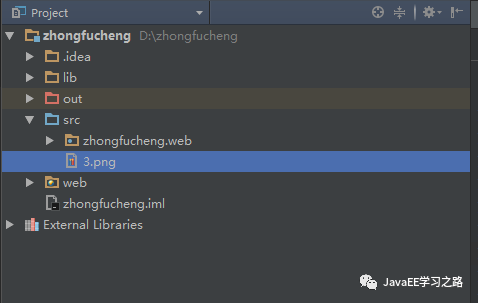 Project
zhongfucheng D:\zhongfucheng
.idea
lib
out
src
zhongfucheng.web
3.png
web
zhongfucheng.iml
External Libraries
JavaEE学习之路